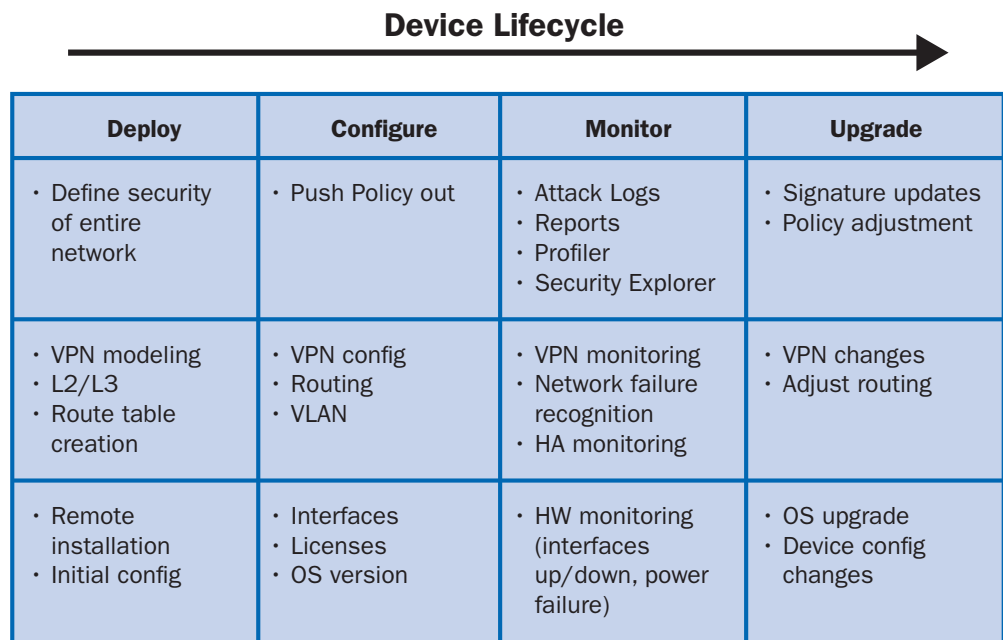 Device Lifecycle
Deploy
Configure
Monitor
Upgrade
· Define security
of entire
network
· Push Policy out
· Attack Logs
· Reports
· Profiler
· Security Explorer
· Signature updates
· Policy adjustment
· VPN modeling
· L2/L3
· Route table
creation
· VPN config
· Routing
· VLAN
· VPN monitoring
· Network failure
recognition
· HA monitoring
· VPN changes
· Adjust routing
· Remote
installation
· Initial config
· Interfaces
· Licenses
· OS version
· HW monitoring
(interfaces
up/down, power
failure)
· OS upgrade
· Device config
changes